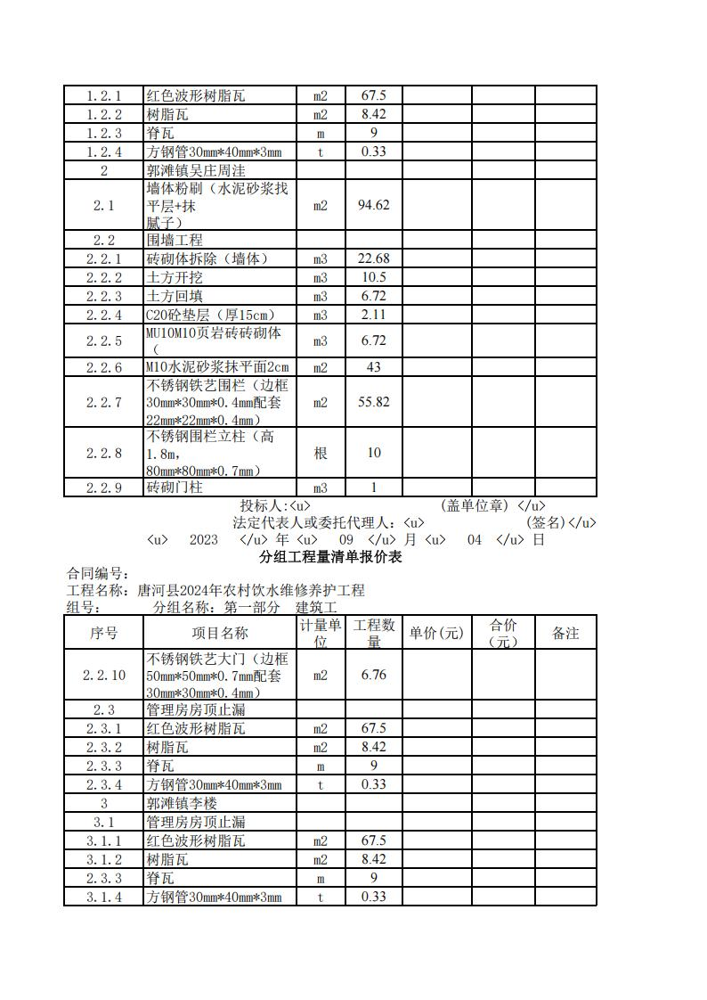 1.2.1 红色波形树脂瓦 m2 67.5
1.2.2 树脂瓦 m2 8.42
1.2.3 脊瓦 m 9
1.2.4 方钢管30mm*40mm*3mm t 0.33
2 郭滩镇吴庄周洼
墙体粉刷（水泥砂浆找
2.1 平层+抹 m2 94.62
腻子）
2.2 围墙工程
2.2.1 砖砌体拆除（墙体） m3 22.68
2.2.2 土方开挖 m3 10.5
2.2.3 土方回填 m3 6.72
2.2.4 C20砼垫层（厚15cm） m3 2.11
2.2.5 MU10M10页岩砖砖砌体 m3 6.72
（
2.2.6 M10水泥砂浆抹平面2cm m2 43
不锈钢铁艺围栏（边框
2.2.7 30mm*30mm*0.4mm配套 m2 55.82
22mm*22mm*0.4mm）
不锈钢围栏立柱（高
2.2.8 1.8m， 根 10
80mm*80mm*0.7mm）
2.2.9 砖砌门柱 m3 1
投标人:<u> (盖单位章) </u>
法定代表人或委托代理人：<u> (签名)</u>
<u> 2023 </u> 年 <u> 09 </u> 月 <u> 04 </u> 日
分组工程量清单报价表
合同编号：
工程名称：唐河县2024年农村饮水维修养护工程
组号： 分组名称：第一部分 建筑工
序号 项目名称 计量单位 工程数量 单价(元) 合价（元） 备注
不锈钢铁艺大门（边框
2.2.10 50mm*50mm*0.7mm配套 m2 6.76
30mm*30mm*0.4mm）
2.3 管理房房顶止漏
2.3.1 红色波形树脂瓦 m2 67.5
2.3.2 树脂瓦 m2 8.42
2.3.3 脊瓦 m 9
2.3.4 方钢管30mm*40mm*3mm t 0.33
3 郭滩镇李楼
3.1 管理房房顶止漏
3.1.1 红色波形树脂瓦 m2 67.5
3.1.2 树脂瓦 m2 8.42
2.3.3 脊瓦 m 9
3.1.4 方钢管30mm*40mm*3mm t 0.33